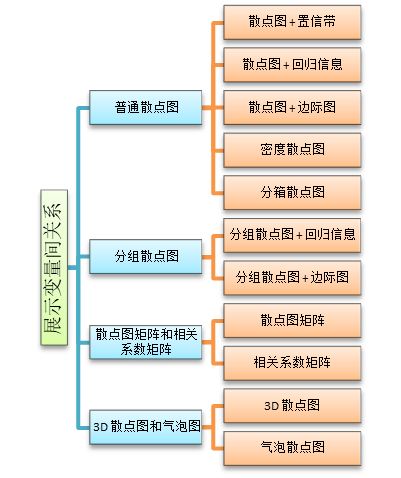 展示变量间关系
普通散点图
散点图+置信带
散点图+回归信息
散点图+边际图
密度散点图
分箱散点图
分组散点图
分组散点图+回归信息
分组散点图+边际图
散点图矩阵和相关
系数矩阵
散点图矩阵
相关系数矩阵
3D散点图和气泡图
3D散点图
气泡散点图